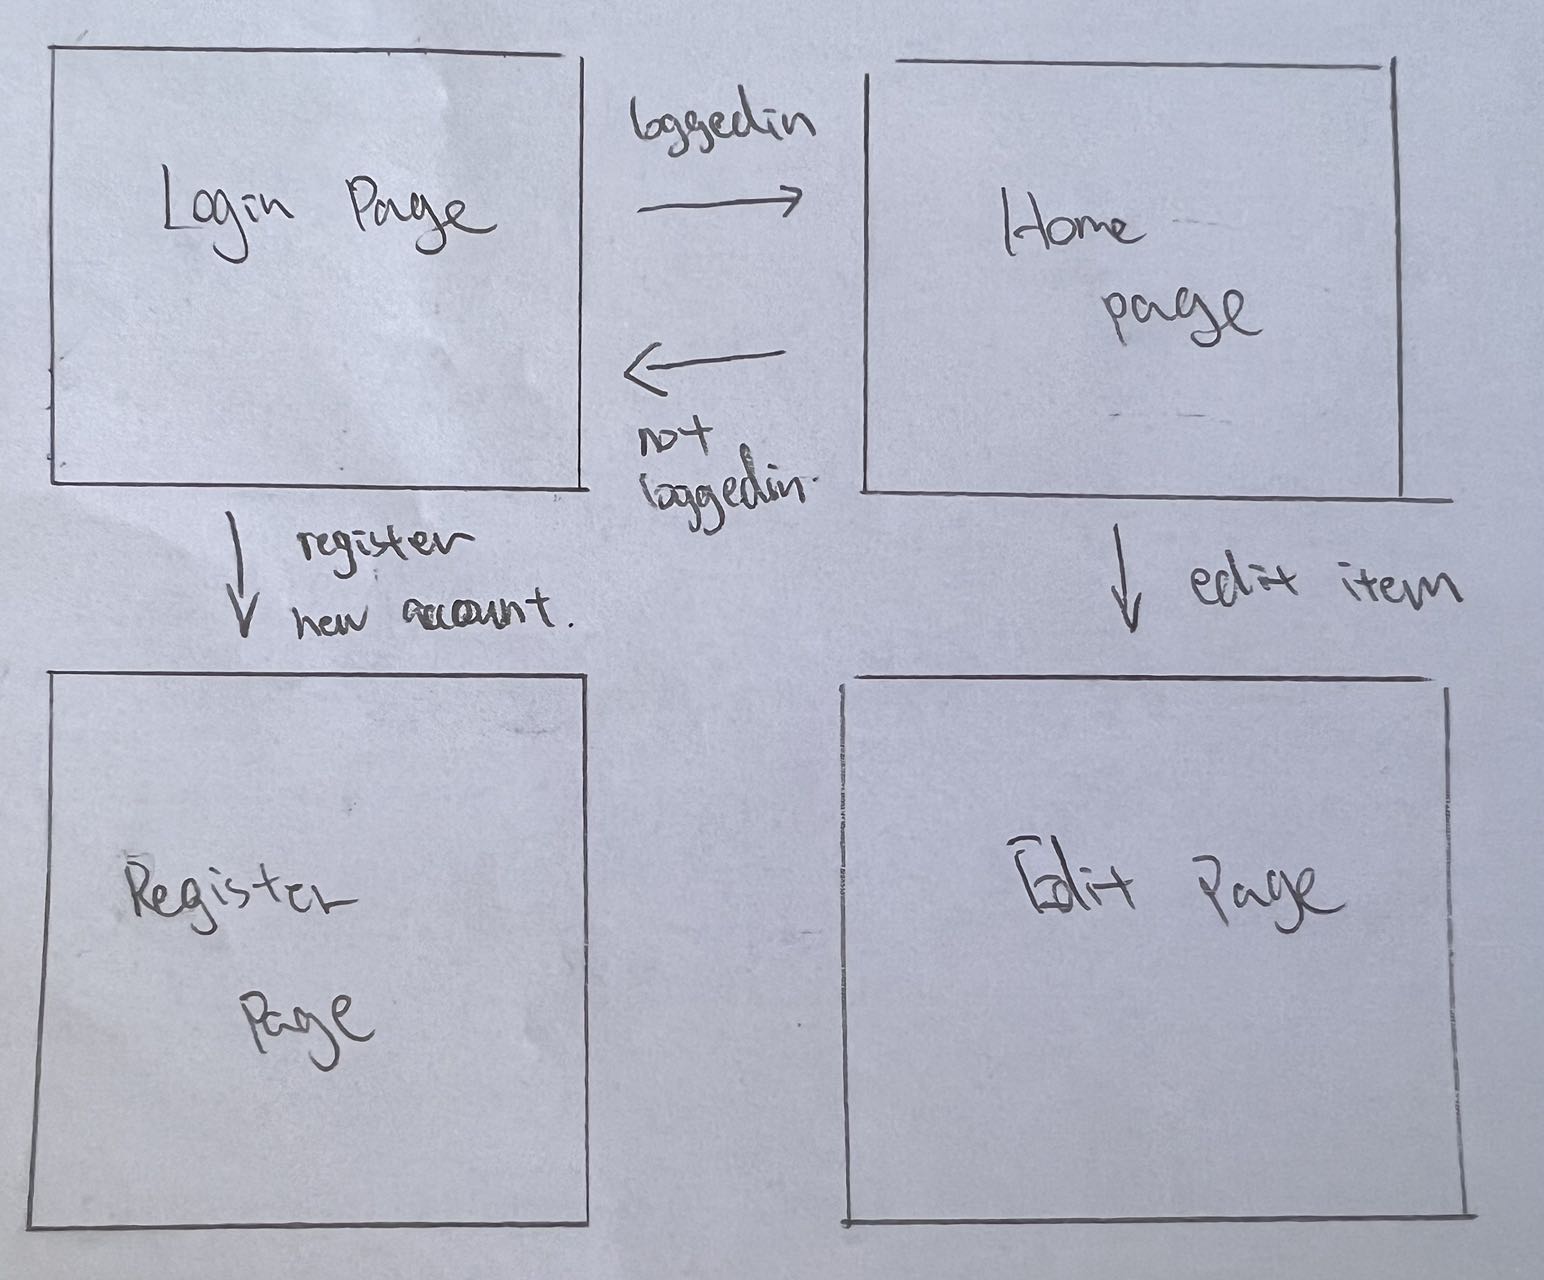 Login Page
loggedin
Home
page
not
loggedin
register
new account.
edit item
Register
Page
Edit Page